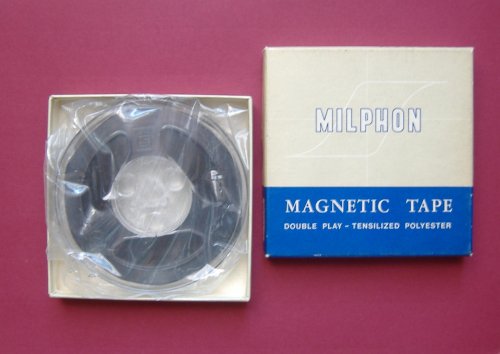 MILPHON
MAGNETIC TAPE
DOUBLE PLAY - TENSILIZED POLYESTER